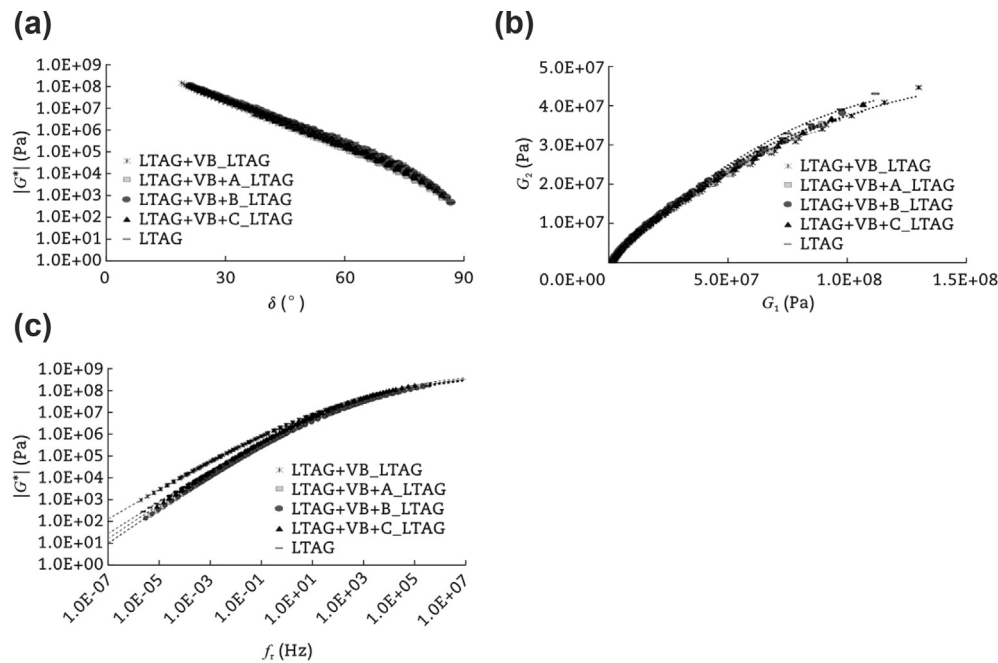 (a)
|G*| (Pa)
1.0E+09
1.0E+08
1.0E+07
1.0E+06
1.0E+05
1.0E+04
1.0E+03
1.0E+02
1.0E+01
1.0E+00
LTAG+VB_LTAG
LTAG+VB+A_LTAG
LTAG+VB+B_LTAG
LTAG+VB+C_LTAG
LTAG
0 30 60 90
δ (°)
(b)
G₂ (Pa)
5.0E+07
4.0E+07
3.0E+07
2.0E+07
1.0E+07
0.0E+00
LTAG+VB_LTAG
LTAG+VB+A_LTAG
LTAG+VB+B_LTAG
LTAG+VB+C_LTAG
LTAG
5.0E+07 1.0E+08 1.5E+08
G₁ (Pa)
(c)
|G*| (Pa)
1.0E+09
1.0E+08
1.0E+07
1.0E+06
1.0E+05
1.0E+04
1.0E+03
1.0E+02
1.0E+01
1.0E+00
LTAG+VB_LTAG
LTAG+VB+A_LTAG
LTAG+VB+B_LTAG
LTAG+VB+C_LTAG
LTAG
1.0E-07 1.0E-05 1.0E-03 1.0E-01 1.0E+01 1.0E+03 1.0E+05 1.0E+07
fᵣ (Hz)